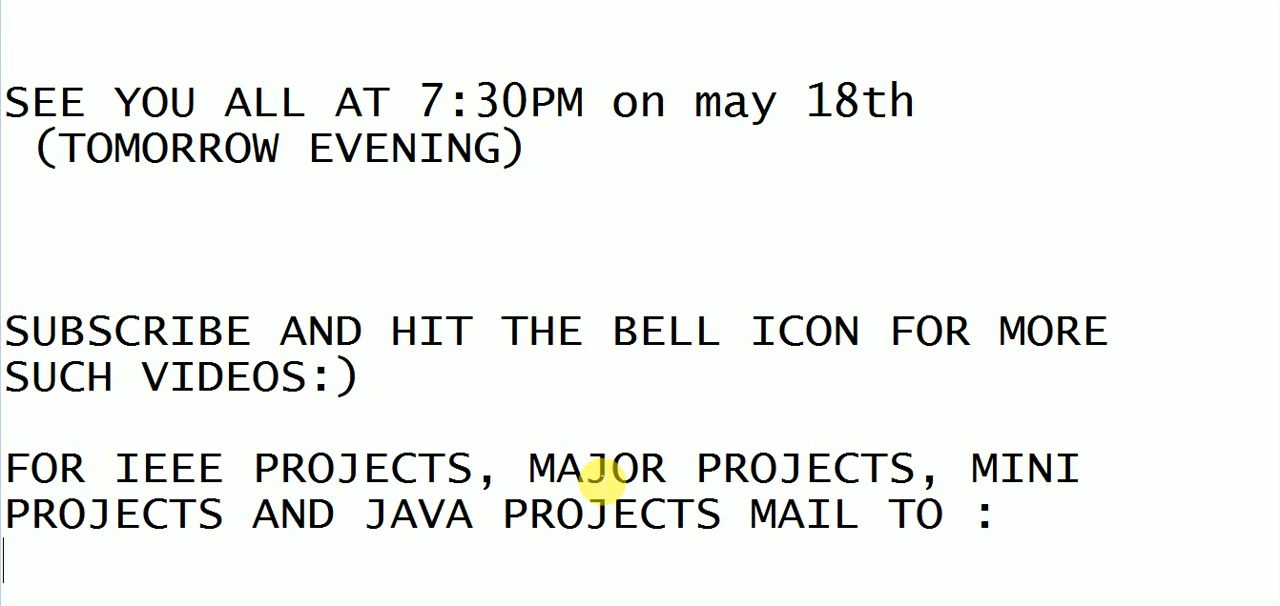 SEE YOU ALL AT 7:30PM on may 18th
(TOMORROW EVENING)
SUBSCRIBE AND HIT THE BELL ICON FOR MORE
SUCH VIDEOS:)
FOR IEEE PROJECTS, MAJOR PROJECTS, MINI
PROJECTS AND JAVA PROJECTS MAIL TO :